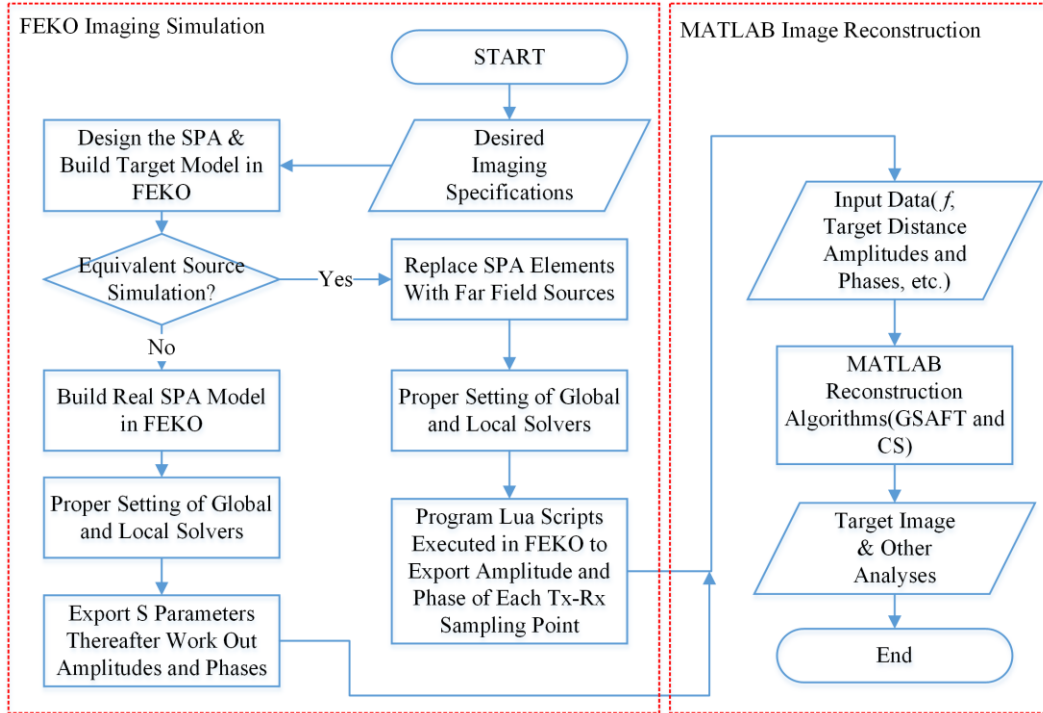 FEKO Imaging Simulation
START
Desired
Imaging
Specifications
Design the SPA &
Build Target Model in
FEKO
Equivalent Source
Simulation?
Yes
No
Replace SPA Elements
With Far Field Sources
Proper Setting of Global
and Local Solvers
Program Lua Scripts
Executed in FEKO to
Export Amplitude and
Phase of Each Tx-Rx
Sampling Point
Build Real SPA Model
in FEKO
Proper Setting of Global
and Local Solvers
Export S Parameters
Thereafter Work Out
Amplitudes and Phases
MATLAB Image Reconstruction
Input Data( f,
Target Distance
Amplitudes and
Phases, etc.)
MATLAB
Reconstruction
Algorithms(GSAFT and
CS)
Target Image
& Other
Analyses
End